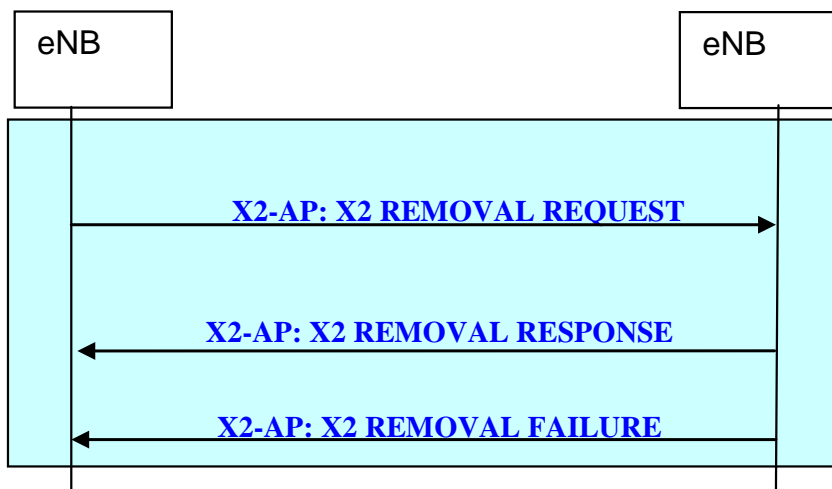 eNB
eNB
X2-AP: X2 REMOVAL REQUEST
X2-AP: X2 REMOVAL RESPONSE
X2-AP: X2 REMOVAL FAILURE